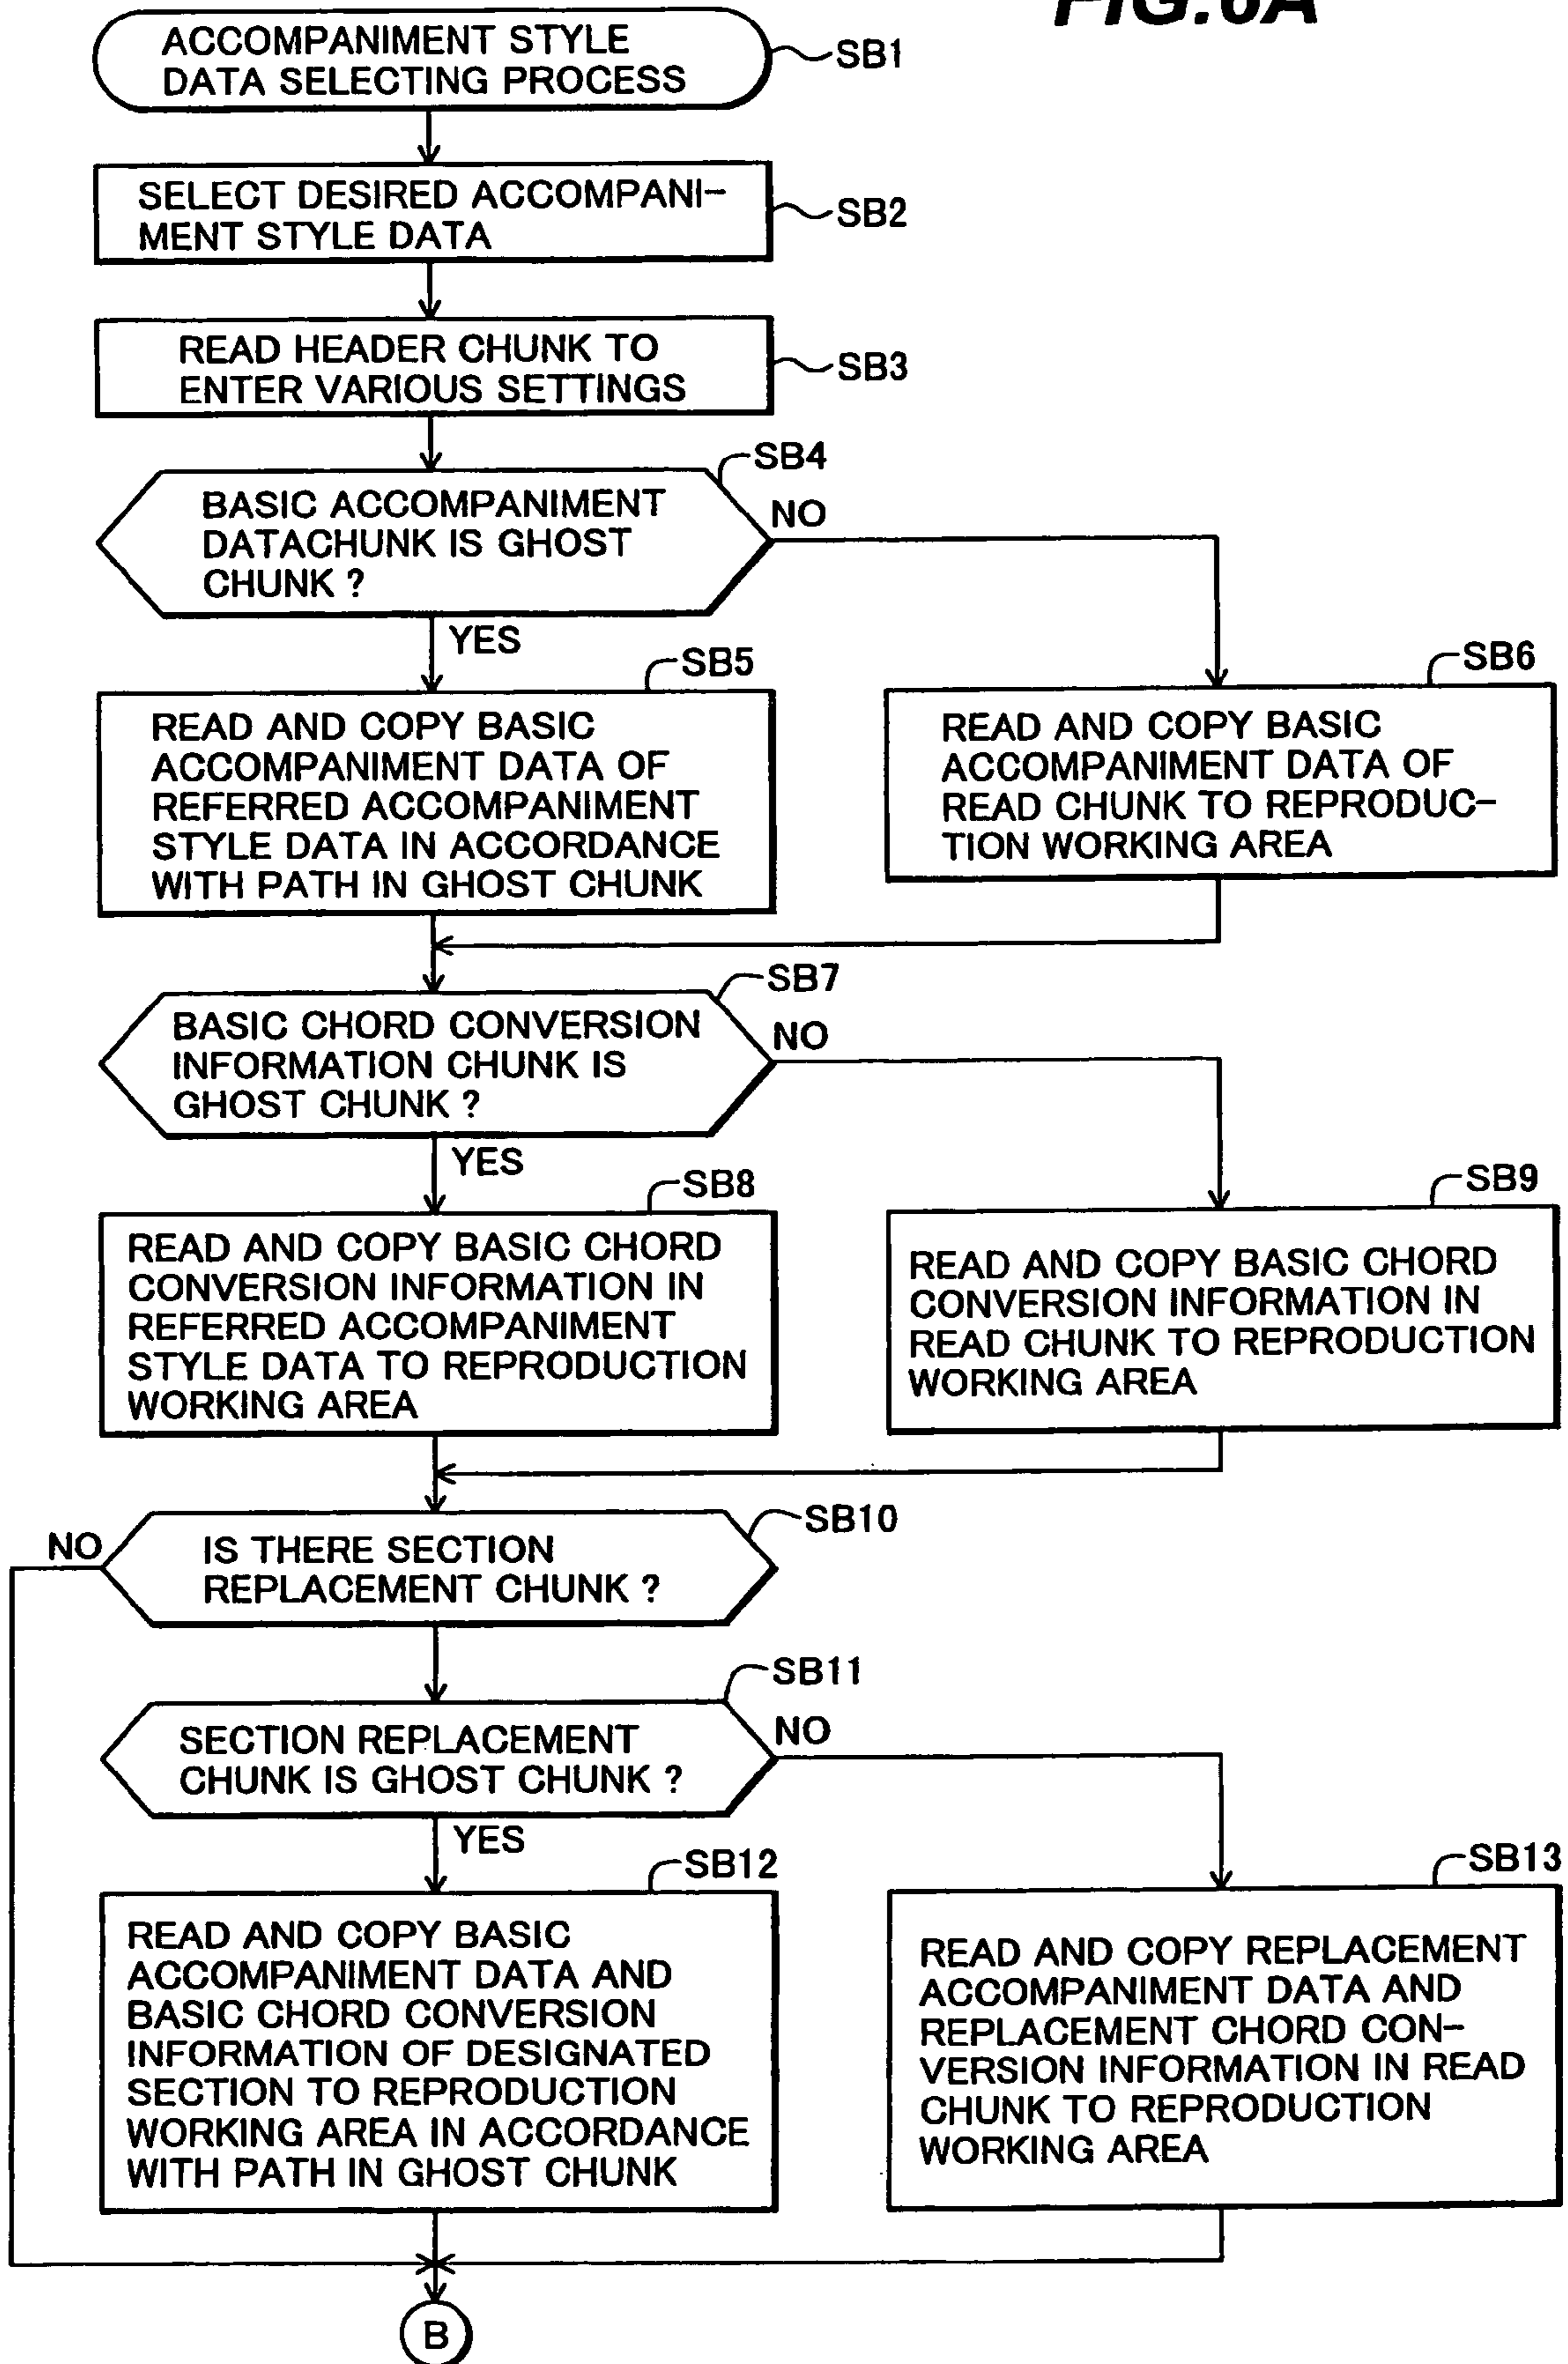 FIG.6A
ACCOMPANIMENT STYLE
DATA SELECTING PROCESS
SB1
SELECT DESIRED ACCOMPANI-
MENT STYLE DATA
SB2
READ HEADER CHUNK TO
ENTER VARIOUS SETTINGS
SB3
SB4
BASIC ACCOMPANIMENT
DATACHUNK IS GHOST
CHUNK ?
NO
YES
SB5
READ AND COPY BASIC
ACCOMPANIMENT DATA OF
REFERRED ACCOMPANIMENT
STYLE DATA IN ACCORDANCE
WITH PATH IN GHOST CHUNK
SB6
READ AND COPY BASIC
ACCOMPANIMENT DATA OF
READ CHUNK TO REPRODUC-
TION WORKING AREA
SB7
BASIC CHORD CONVERSION
INFORMATION CHUNK IS
GHOST CHUNK ?
NO
YES
SB8
READ AND COPY BASIC CHORD
CONVERSION INFORMATION IN
REFERRED ACCOMPANIMENT
STYLE DATA TO REPRODUCTION
WORKING AREA
SB9
READ AND COPY BASIC CHORD
CONVERSION INFORMATION IN
READ CHUNK TO REPRODUCTION
WORKING AREA
SB10
NO
IS THERE SECTION
REPLACEMENT CHUNK ?
SB11
SECTION REPLACEMENT
CHUNK IS GHOST CHUNK ?
NO
YES
SB12
READ AND COPY BASIC
ACCOMPANIMENT DATA AND
BASIC CHORD CONVERSION
INFORMATION OF DESIGNATED
SECTION TO REPRODUCTION
WORKING AREA IN ACCORDANCE
WITH PATH IN GHOST CHUNK
SB13
READ AND COPY REPLACEMENT
ACCOMPANIMENT DATA AND
REPLACEMENT CHORD CON-
VERSION INFORMATION IN READ
CHUNK TO REPRODUCTION
WORKING AREA
B